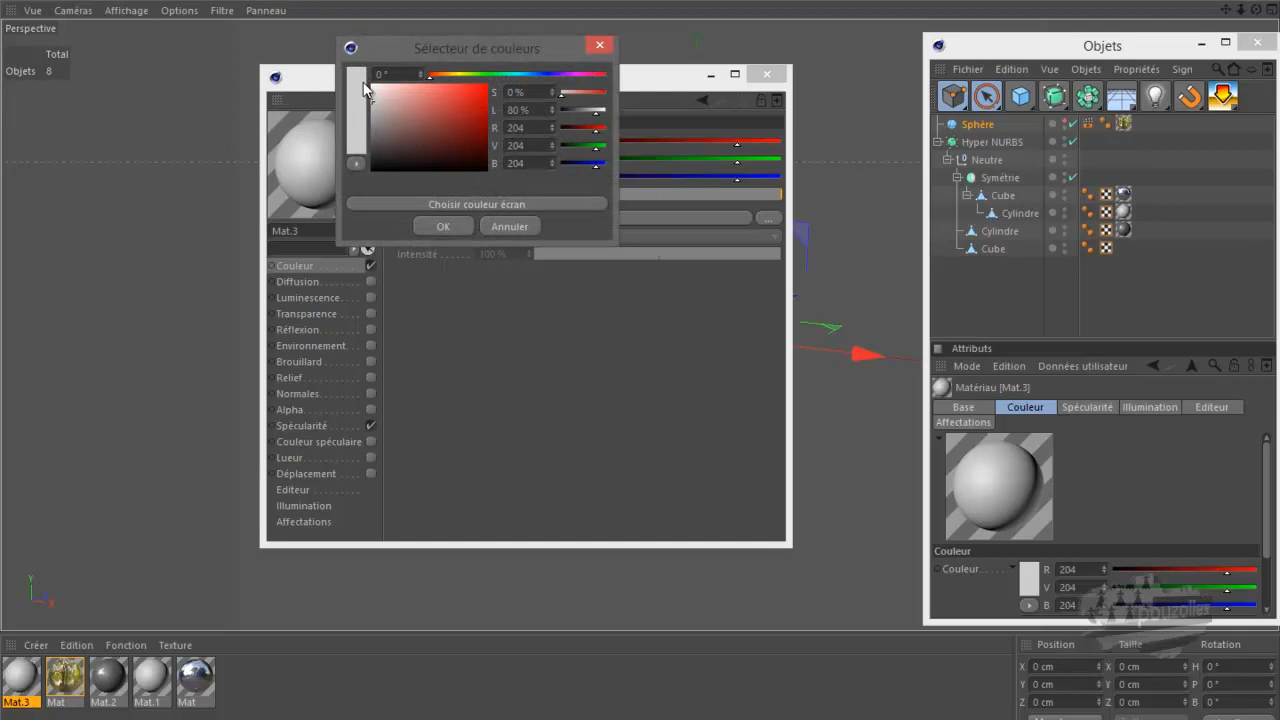 Vue Caméras Affichage Options Filtre Panneau
Perspective
Total
Objets 8
Sélecteur de couleurs
0 °
S 0 %
L 80 %
R 204
V 204
B 204
Choisir couleur écran
OK Annuler
...
Mat.3
Intensité ...... 100 %
Couleur
Diffusion
Luminescence
Transparence
Réflexion
Environnement
Brouillard
Relief
Normales
Alpha
Spécularité
Couleur spéculaire
Lueur
Déplacement
Editeur
Illumination
Affectations
Objets
Fichier Edition Vue Objets Propriétés Sign
Sphère
Hyper NURBS
Neutre
Symétrie
Cube
Cylindre
Cylindre
Cube
Attributs
Mode Edition Données utilisateur
Matériau [Mat.3]
Base Couleur Spécularité Illumination Editeur
Affectations
Couleur
Couleur..... R 204
V 204
B 204
pouzolles
Y
X
Créer Edition Fonction Texture
Mat.3 Mat Mat.2 Mat.1 Mat
Position Taille Rotation
X 0 cm X 0 cm H 0 °
Y 0 cm Y 0 cm P 0 °
Z 0 cm Z 0 cm B 0 °